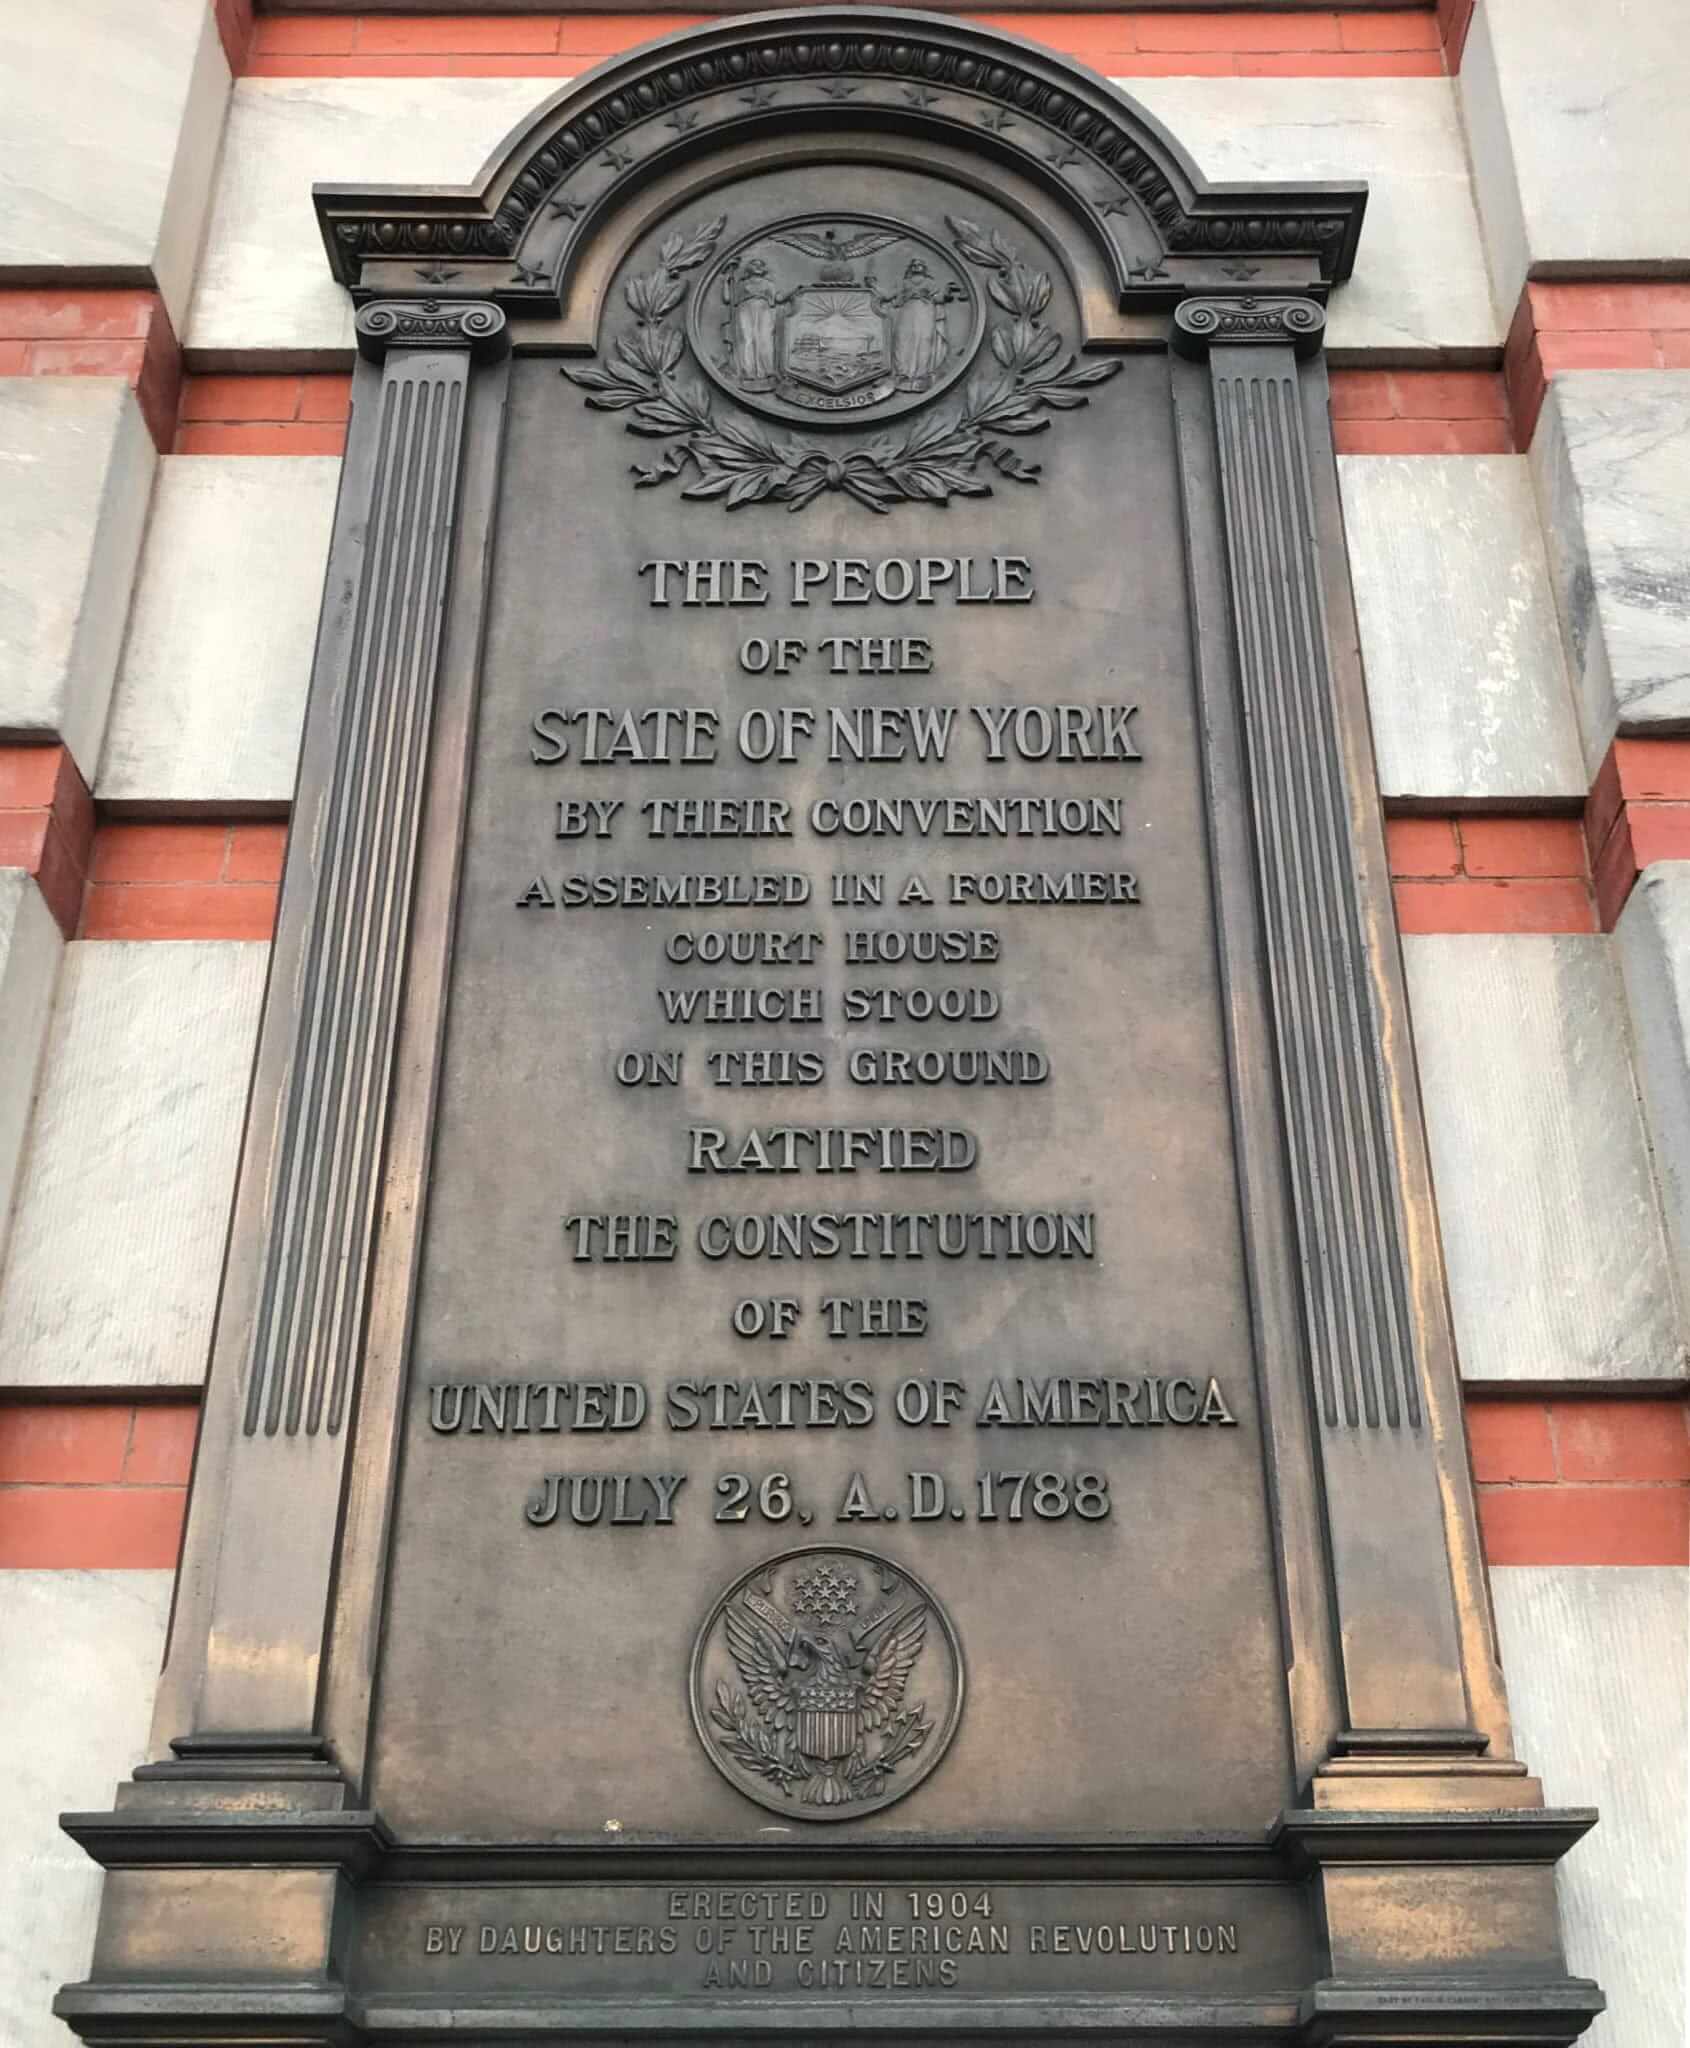 EXCELSIOR
THE PEOPLE
OF THE
STATE OF NEW YORK
BY THEIR CONVENTION
ASSEMBLED IN A FORMER
COURT HOUSE
WHICH STOOD
ON THIS GROUND
RATIFIED
THE CONSTITUTION
OF THE
UNITED STATES OF AMERICA
JULY 26, A.D. 1788
ERECTED IN 1904
BY DAUGHTERS OF THE AMERICAN REVOLUTION
AND CITIZENS